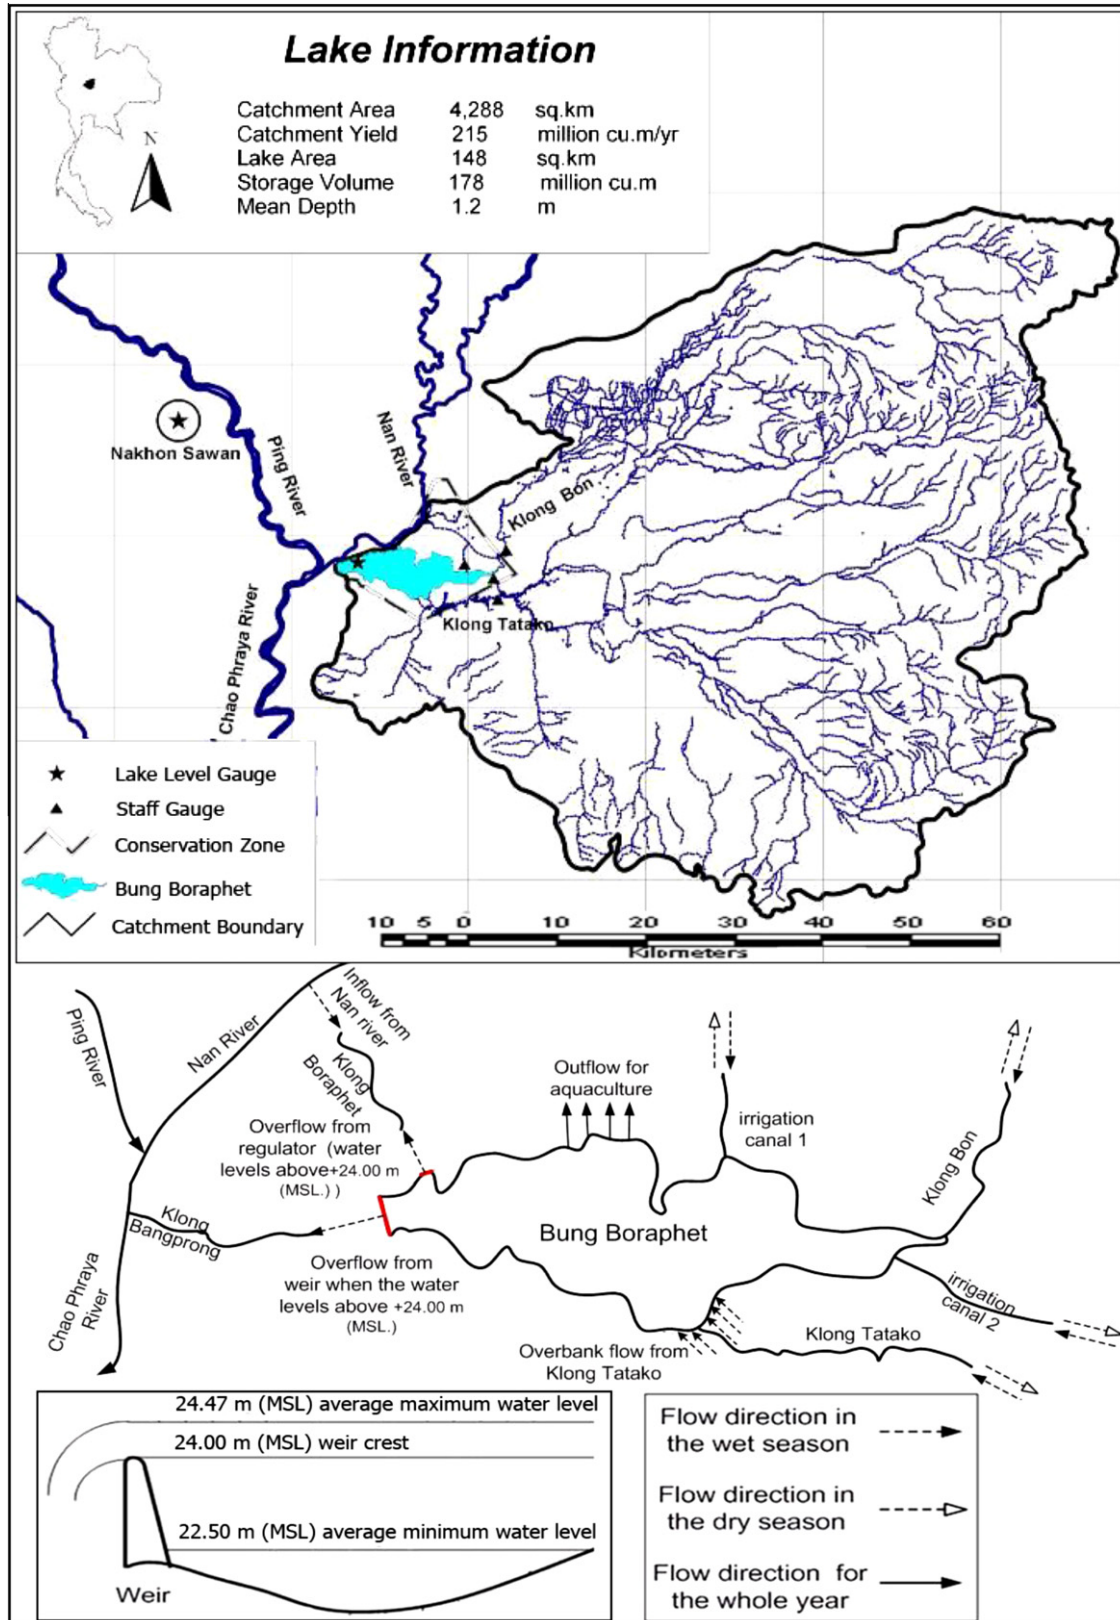 Lake Information
Catchment Area 4,288 sq.km
Catchment Yield 215 million cu.m/yr
Lake Area 148 sq.km
Storage Volume 178 million cu.m
Mean Depth 1.2 m
N
Nakhon Sawan
Ping River
Nan River
Klong Bon
Klong Tatako
Chao Phraya River
Lake Level Gauge
Staff Gauge
Conservation Zone
Bung Boraphet
Catchment Boundary
10 5 0 10 20 30 40 50 60
Kilometers
Ping River
Nan River
Inflow from
Nan river
Klong
Boraphet
Overflow from
regulator (water
levels above+24.00 m
(MSL.) )
Outflow for
aquaculture
irrigation
canal 1
Klong Bon
Klong
Bangprong
Bung Boraphet
Chao Phraya
River
Overflow from
weir when the water
levels above +24.00 m
(MSL.)
irrigation
canal 2
Klong Tatako
Overbank flow from
Klong Tatako
24.47 m (MSL) average maximum water level
24.00 m (MSL) weir crest
22.50 m (MSL) average minimum water level
Weir
Flow direction in
the wet season
Flow direction in
the dry season
Flow direction for
the whole year